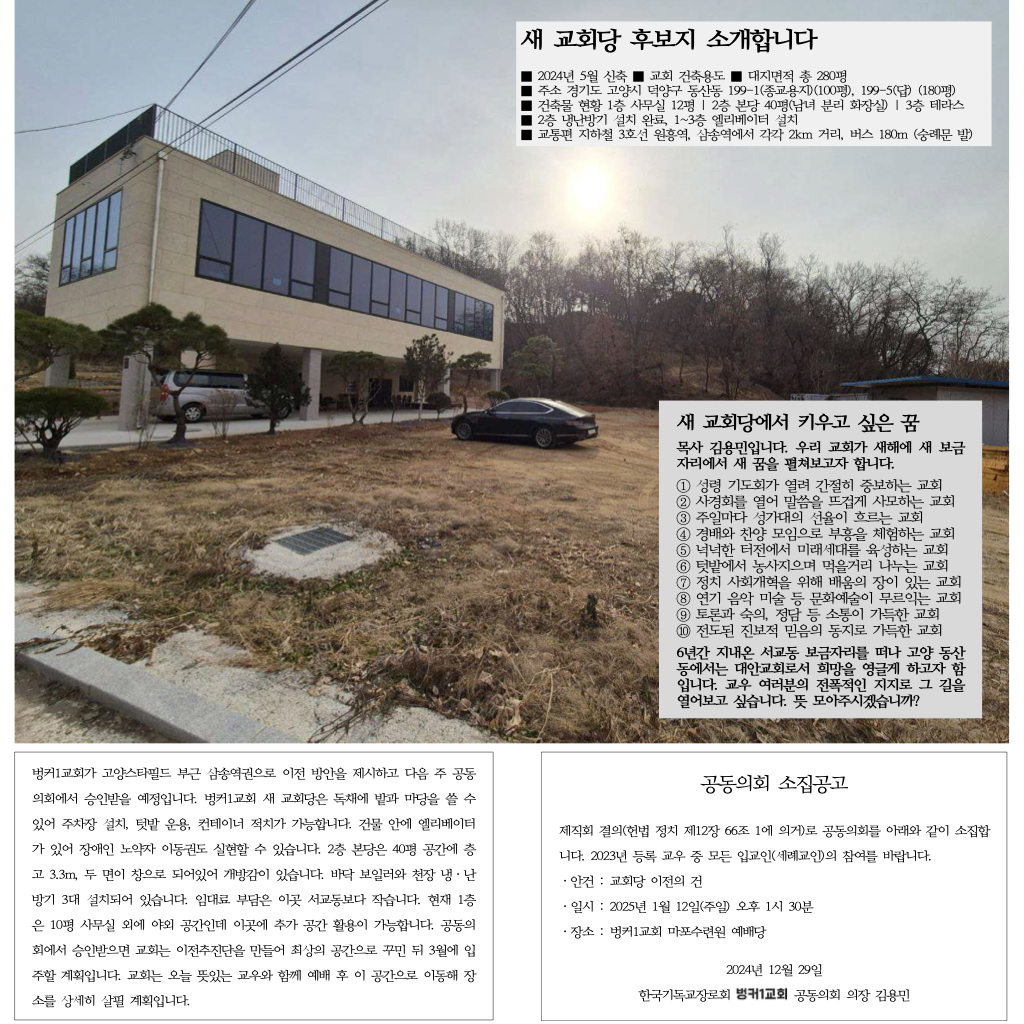 새 교회당 후보지 소개합니다
■ 2024년 5월 신축 ■ 교회 건축용도 ■ 대지면적 총 280평
■ 주소 경기도 고양시 덕양구 동산동 199-1(종교용지)(100평), 199-5(답) (180평)
■ 건축물 현황 1층 사무실 12평 | 2층 본당 40평(남녀 분리 화장실) | 3층 테라스
■ 2층 냉난방기 설치 완료, 1~3층 엘리베이터 설치
■ 교통편 지하철 3호선 원흥역, 삼송역에서 각각 2km 거리, 버스 180m (숭례문 발)
새 교회당에서 키우고 싶은 꿈
목사 김용민입니다. 우리 교회가 새해에 새 보금
자리에서 새 꿈을 펼쳐보고자 합니다.
① 성령 기도회가 열려 간절히 중보하는 교회
② 사경회를 열어 말씀을 뜨겁게 사모하는 교회
③ 주일마다 성가대의 선율이 흐르는 교회
④ 경배와 찬양 모임으로 부흥을 체험하는 교회
⑤ 넉넉한 터전에서 미래세대를 육성하는 교회
⑥ 텃밭에서 농사지으며 먹을거리 나누는 교회
⑦ 정치 사회개혁을 위해 배움의 장이 있는 교회
⑧ 연기 음악 미술 등 문화예술이 무르익는 교회
⑨ 토론과 숙의, 정담 등 소통이 가득한 교회
⑩ 전도된 진보적 믿음의 동지로 가득한 교회
6년간 지내온 서교동 보금자리를 떠나 고양 동산
동에서는 대안교회로서 희망을 영글게 하고자 함
입니다. 교우 여러분의 전폭적인 지지로 그 길을
열어보고 싶습니다. 뜻 모아주시겠습니까?
벙커1교회가 고양스타필드 부근 삼송역권으로 이전 방안을 제시하고 다음 주 공동
의회에서 승인받을 예정입니다. 벙커1교회 새 교회당은 독채에 밭과 마당을 쓸 수
있어 주차장 설치, 텃밭 운용, 컨테이너 적치가 가능합니다. 건물 안에 엘리베이터
가 있어 장애인 노약자 이동권도 실현할 수 있습니다. 2층 본당은 40평 공간에 층
고 3.3m, 두 면이 창으로 되어있어 개방감이 있습니다. 바닥 보일러와 천장 냉·난
방기 3대 설치되어 있습니다. 임대료 부담은 이곳 서교동보다 작습니다. 현재 1층
은 10평 사무실 외에 야외 공간인데 이곳에 추가 공간 활용이 가능합니다. 공동의
회에서 승인받으면 교회는 이전추진단을 만들어 최상의 공간으로 꾸민 뒤 3월에 입
주할 계획입니다. 교회는 오늘 뜻있는 교우와 함께 예배 후 이 공간으로 이동해 장
소를 상세히 살필 계획입니다.
공동의회 소집공고
제직회 결의(헌법 정치 제12장 66조 1에 의거)로 공동의회를 아래와 같이 소집합
니다. 2023년 등록 교우 중 모든 입교인(세례교인)의 참여를 바랍니다.
· 안건 : 교회당 이전의 건
· 일시 : 2025년 1월 12일(주일) 오후 1시 30분
· 장소 : 벙커1교회 마포수련원 예배당
2024년 12월 29일
한국기독교장로회 벙커1교회 공동의회 의장 김용민